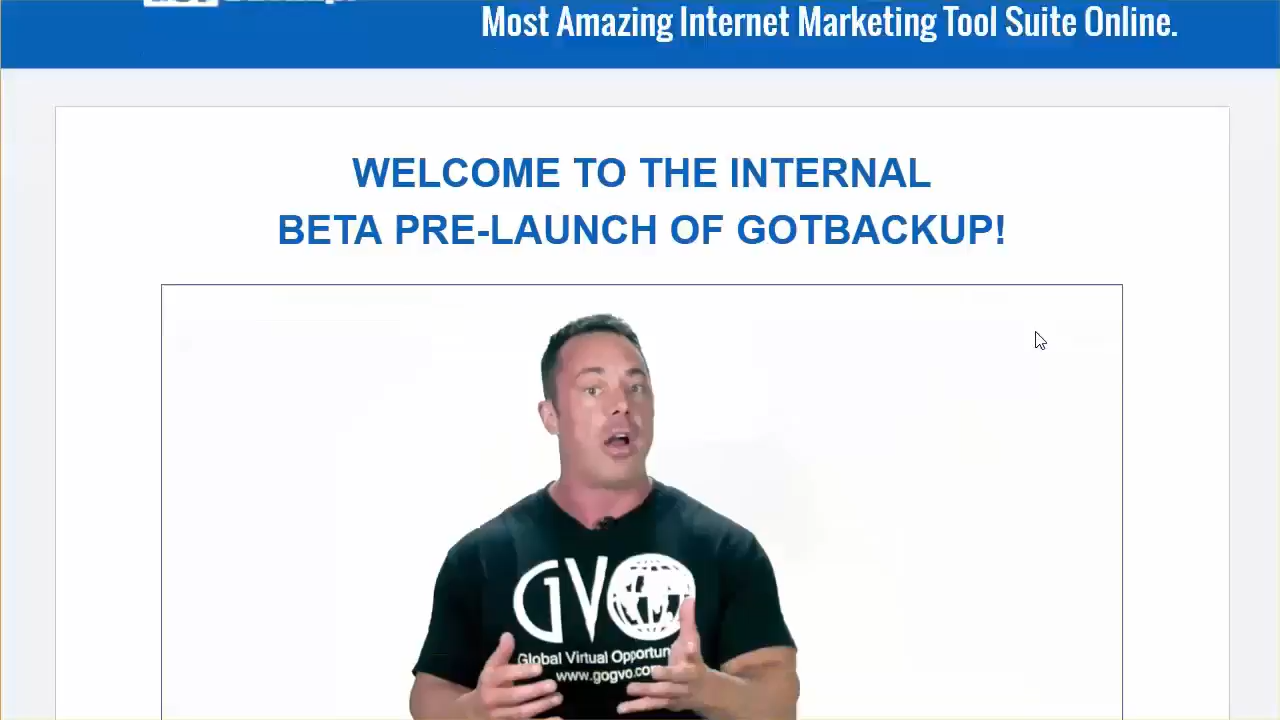 Most Amazing Internet Marketing Tool Suite Online.
WELCOME TO THE INTERNAL
BETA PRE-LAUNCH OF GOTBACKUP!
GVO
Global Virtual
www.gogvo.com